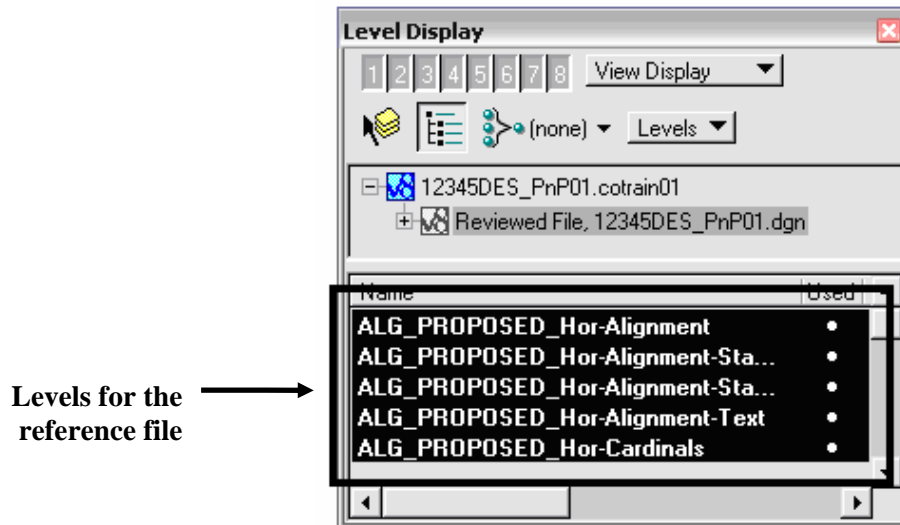 Level Display
1 2 3 4 5 6 7 8 View Display
(none) Levels
12345DES_PnP01.cotrain01
Reviewed File, 12345DES_PnP01.dgn
Name Used
ALG_PROPOSED_Hor-Alignment
ALG_PROPOSED_Hor-Alignment-Sta...
ALG_PROPOSED_Hor-Alignment-Sta...
ALG_PROPOSED_Hor-Alignment-Text
ALG_PROPOSED_Hor-Cardinals
Levels for the
reference file